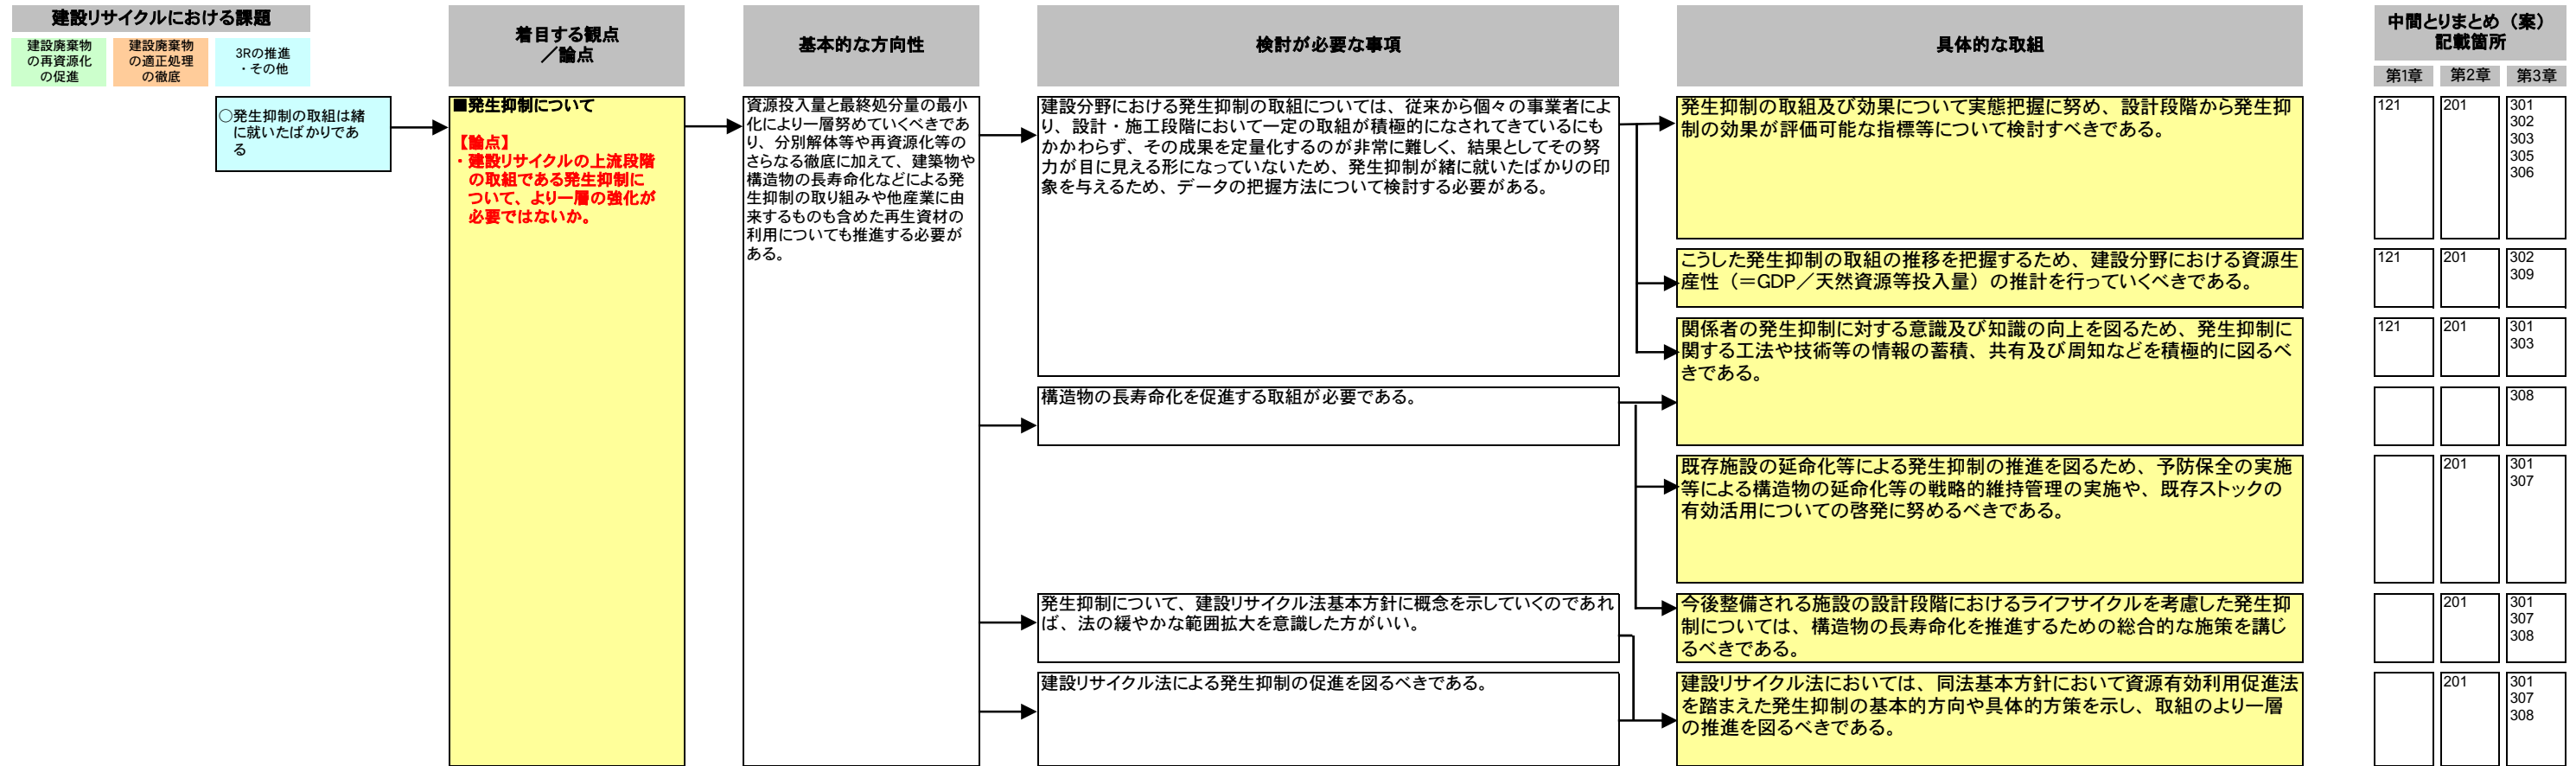 建設リサイクルにおける課題
建設廃棄物
の再資源化
の促進
建設廃棄物
の適正処理
の徹底
3Rの推進
・その他
着目する観点
／論点
基本的な方向性
検討が必要な事項
具体的な取組
中間とりまとめ（案）
記載箇所
第1章
第2章
第3章
○発生抑制の取組は緒
に就いたばかりであ
る
■発生抑制について
【論点】
・建設リサイクルの上流段階
の取組である発生抑制に
ついて、より一層の強化が
必要ではないか。
資源投入量と最終処分量の最小
化により一層努めていくべきであ
り、分別解体等や再資源化等の
さらなる徹底に加えて、建築物や
構造物の長寿命化などによる発
生抑制の取り組みや他産業に由
来するものも含めた再生資材の
利用についても推進する必要が
ある。
建設分野における発生抑制の取組については、従来から個々の事業者によ
り、設計・施工段階において一定の取組が積極的になされてきているにも
かかわらず、その成果を定量化するのが非常に難しく、結果としてその努
力が目に見える形になっていないため、発生抑制が緒に就いたばかりの印
象を与えるため、データの把握方法について検討する必要がある。
構造物の長寿命化を促進する取組が必要である。
発生抑制について、建設リサイクル法基本方針に概念を示していくのであれ
ば、法の緩やかな範囲拡大を意識した方がいい。
建設リサイクル法による発生抑制の促進を図るべきである。
発生抑制の取組及び効果について実態把握に努め、設計段階から発生抑
制の効果が評価可能な指標等について検討すべきである。
121
201
301
302
303
305
306
こうした発生抑制の取組の推移を把握するため、建設分野における資源生
産性（＝GDP／天然資源等投入量）の推計を行っていくべきである。
121
201
302
309
関係者の発生抑制に対する意識及び知識の向上を図るため、発生抑制に
関する工法や技術等の情報の蓄積、共有及び周知などを積極的に図るべ
きである。
121
201
301
303
308
既存施設の延命化等による発生抑制の推進を図るため、予防保全の実施
等による構造物の延命化等の戦略的維持管理の実施や、既存ストックの
有効活用についての啓発に努めるべきである。
201
301
307
今後整備される施設の設計段階におけるライフサイクルを考慮した発生抑
制については、構造物の長寿命化を推進するための総合的な施策を講じ
るべきである。
201
301
307
308
建設リサイクル法においては、同法基本方針において資源有効利用促進法
を踏まえた発生抑制の基本的方向や具体的方策を示し、取組のより一層
の推進を図るべきである。
201
301
307
308